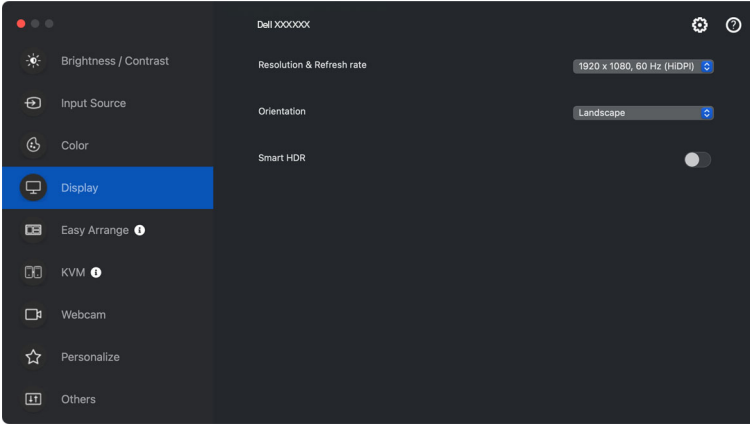 Dell XXXXXX
Brightness / Contrast
Input Source
Color
Display
Easy Arrange
KVM
Webcam
Personalize
Others
Resolution & Refresh rate
1920 x 1080, 60 Hz (HiDPI)
Orientation
Landscape
Smart HDR